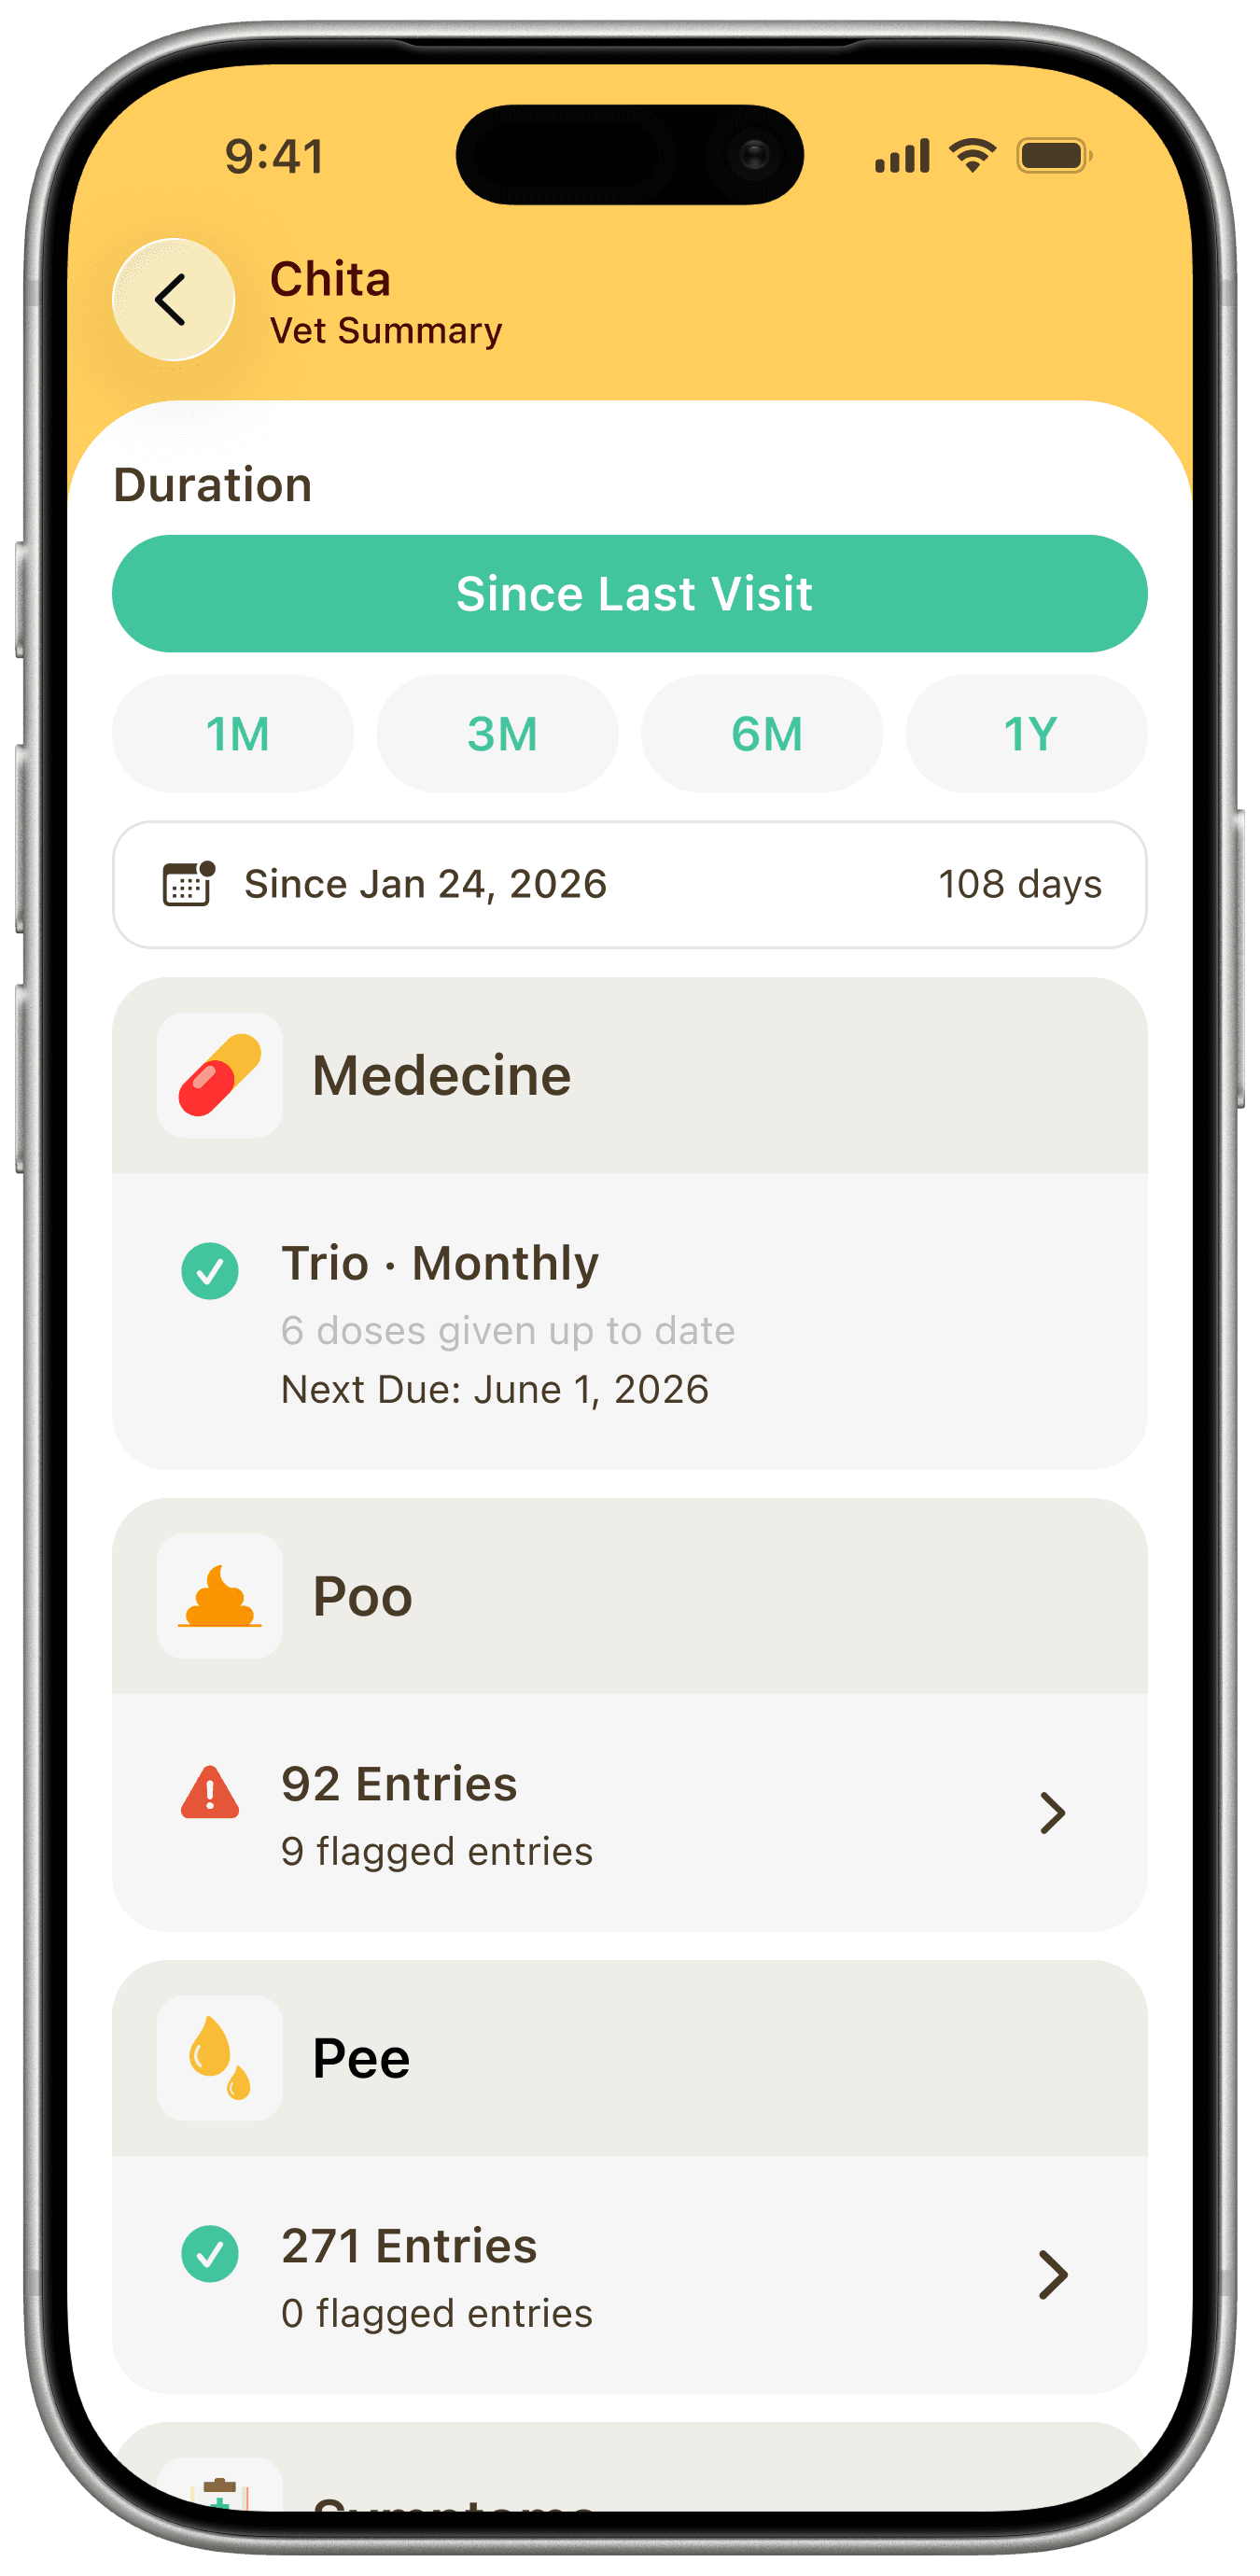 9:41
Chita
Vet Summary
Duration
Since Last Visit
1M 3M 6M 1Y
Since Jan 24, 2026 108 days
Medecine
Trio · Monthly
6 doses given up to date
Next Due: June 1, 2026
Poo
92 Entries
9 flagged entries
Pee
271 Entries
0 flagged entries